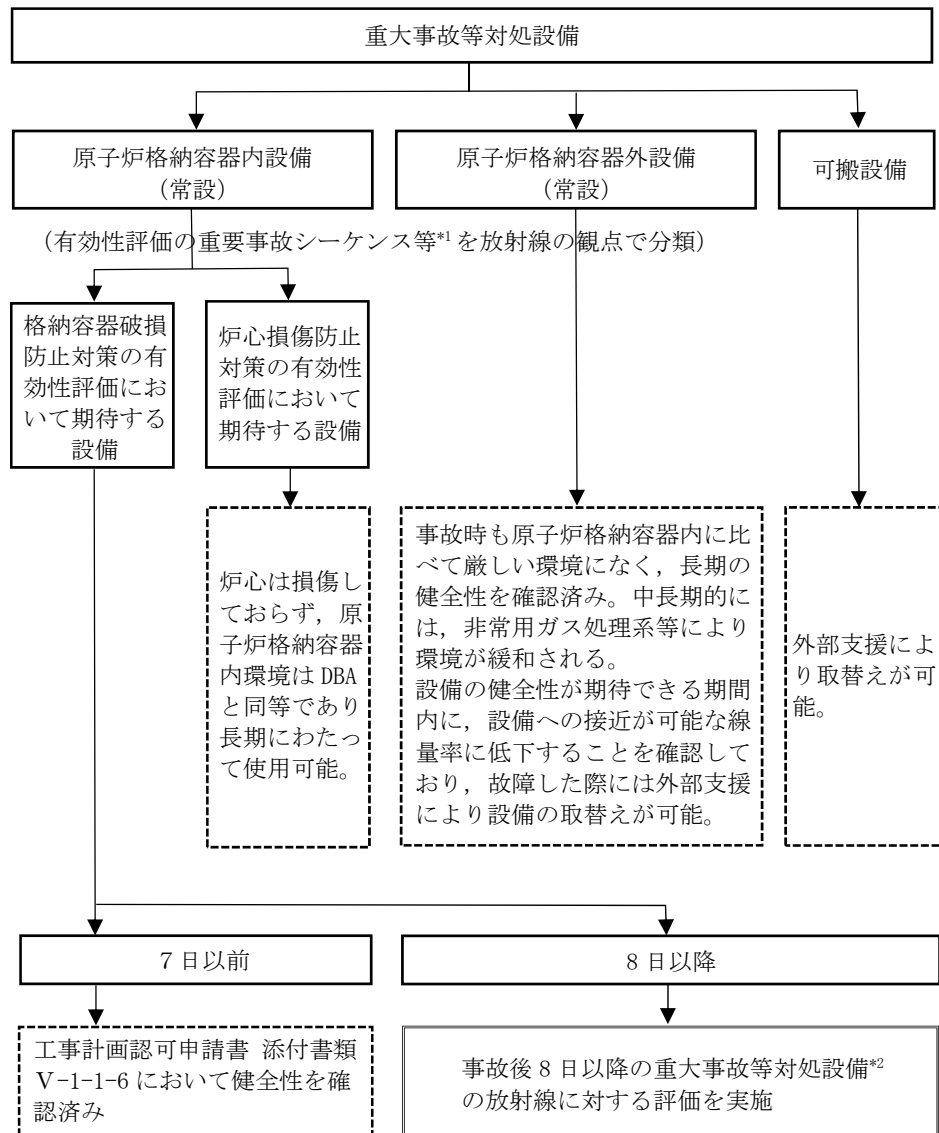 重大事故等対処設備
原子炉格納容器内設備
（常設）
原子炉格納容器外設備
（常設）
可搬設備
（有効性評価の重要事故シーケンス等*1 を放射線の観点で分類）
格納容器破損
防止対策の有
効性評価にお
いて期待する
設備
炉心損傷防止
対策の有効性
評価において
期待する設備
炉心は損傷し
ておらず，原
子炉格納容器
内環境は DBA
と同等であり
長期にわたっ
て使用可能。
事故時も原子炉格納容器内に比
べて厳しい環境になく，長期の
健全性を確認済み。中長期的に
は，非常用ガス処理系等により
環境が緩和される。
設備の健全性が期待できる期間
内に，設備への接近が可能な線
量率に低下することを確認して
おり，故障した際には外部支援
により設備の取替えが可能。
外部支援によ
り取替えが可
能。
7 日以前
8 日以降
工事計画認可申請書 添付書類
Ⅴ-1-1-6 において健全性を確
認済み
事故後 8 日以降の重大事故等対処設備*2
の放射線に対する評価を実施